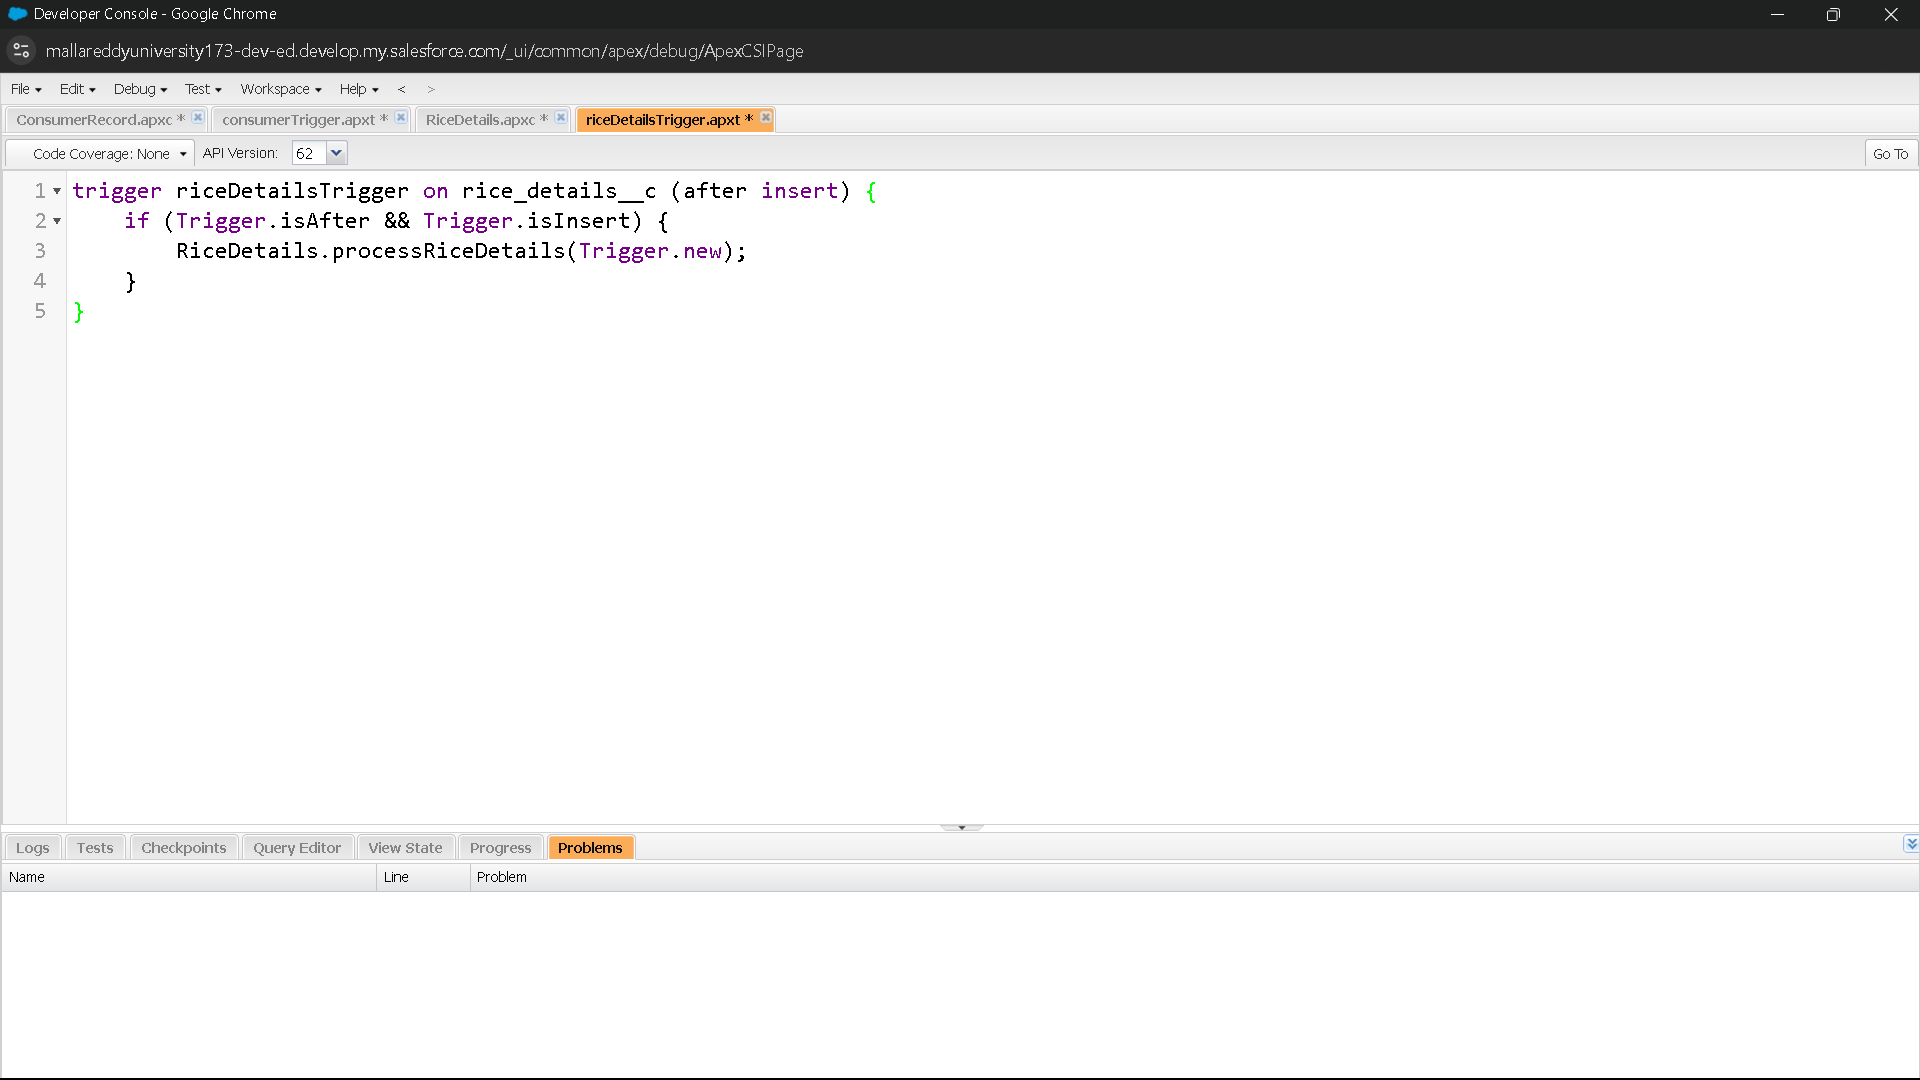 Developer Console - Google Chrome
mallareddyuniversity173-dev-ed.develop.my.salesforce.com/_ui/common/apex/debug/ApexCSIPage
File Edit Debug Test Workspace Help < >
ConsumerRecord.apxc * consumerTrigger.apxt * RiceDetails.apxc * riceDetailsTrigger.apxt *
Code Coverage: None API Version: 62 Go To
1 trigger riceDetailsTrigger on rice_details__c (after insert) {
2 if (Trigger.isAfter && Trigger.isInsert) {
3 RiceDetails.processRiceDetails(Trigger.new);
4 }
5 }
Logs Tests Checkpoints Query Editor View State Progress Problems
Name Line Problem